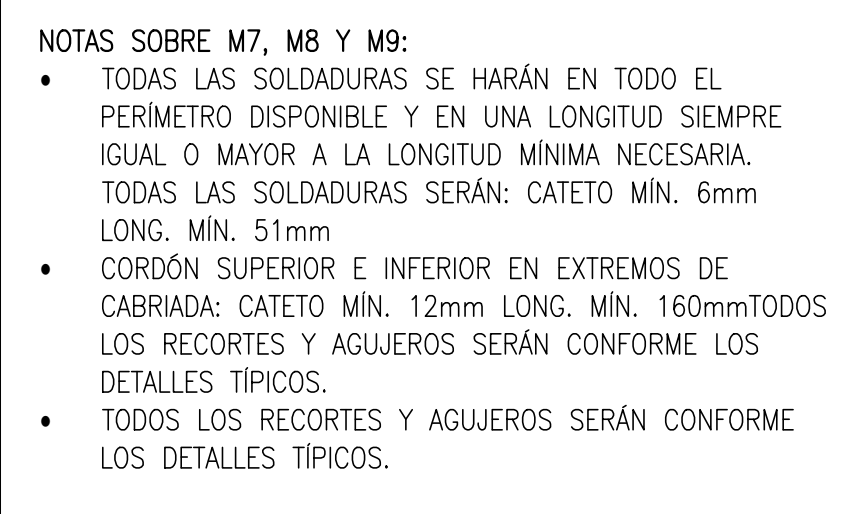 NOTAS SOBRE M7, M8 Y M9:
• TODAS LAS SOLDADURAS SE HARÁN EN TODO EL
PERÍMETRO DISPONIBLE Y EN UNA LONGITUD SIEMPRE
IGUAL O MAYOR A LA LONGITUD MÍNIMA NECESARIA.
TODAS LAS SOLDADURAS SERÁN: CATETO MÍN. 6mm
LONG. MÍN. 51mm
• CORDÓN SUPERIOR E INFERIOR EN EXTREMOS DE
CABRIADA: CATETO MÍN. 12mm LONG. MÍN. 160mmTODOS
LOS RECORTES Y AGUJEROS SERÁN CONFORME LOS
DETALLES TÍPICOS.
• TODOS LOS RECORTES Y AGUJEROS SERÁN CONFORME
LOS DETALLES TÍPICOS.